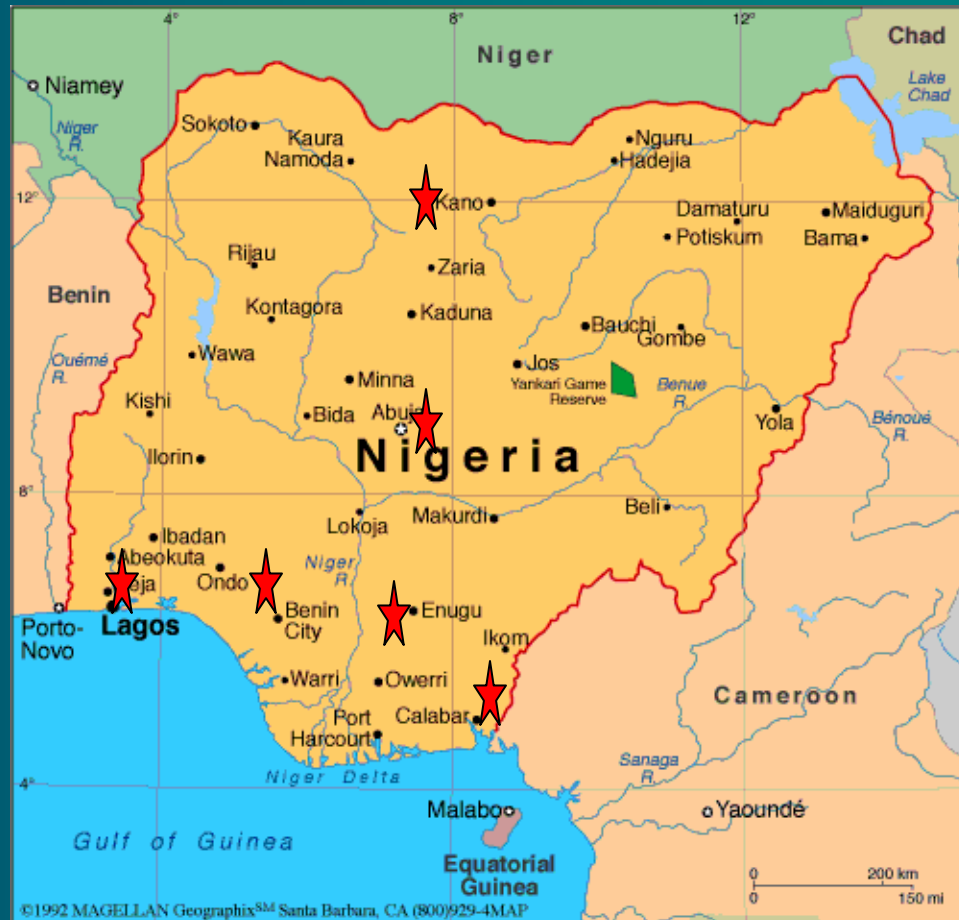 4°
8°
12°
Niger
Chad
Niamey
Lake
Chad
Niger
R.
Sokoto
Kaura
Namoda
Nguru
Hadejia
12°
Kano
Damaturu
Maiduguri
Potiskum
Bama
Rijau
Zaria
Benin
Kontagora
Kaduna
Bauchi
Gombe
Ouémé
R.
Wawa
Jos
Minna
Yankari Game
Reserve
Benue
R.
Kishi
Bida
Abuja
Yola
Bénoué
R.
Nigeria
Ilorin
8°
Lokoja
Makurdi
Beli
Ibadan
Abeokuta
Niger
R.
Ondo
eja
Benin
City
Enugu
Porto-
Novo
Lagos
Ikom
Warri
Owerri
Cameroon
Port
Harcourt
Calabar
Sanaga
R.
4°
Niger Delta
Malabo
Yaoundé
Gulf of Guinea
Equatorial
Guinea
0 200 km
0 150 mi
©1992 MAGELLAN Geographix℠ Santa Barbara, CA (800)929-4MAP